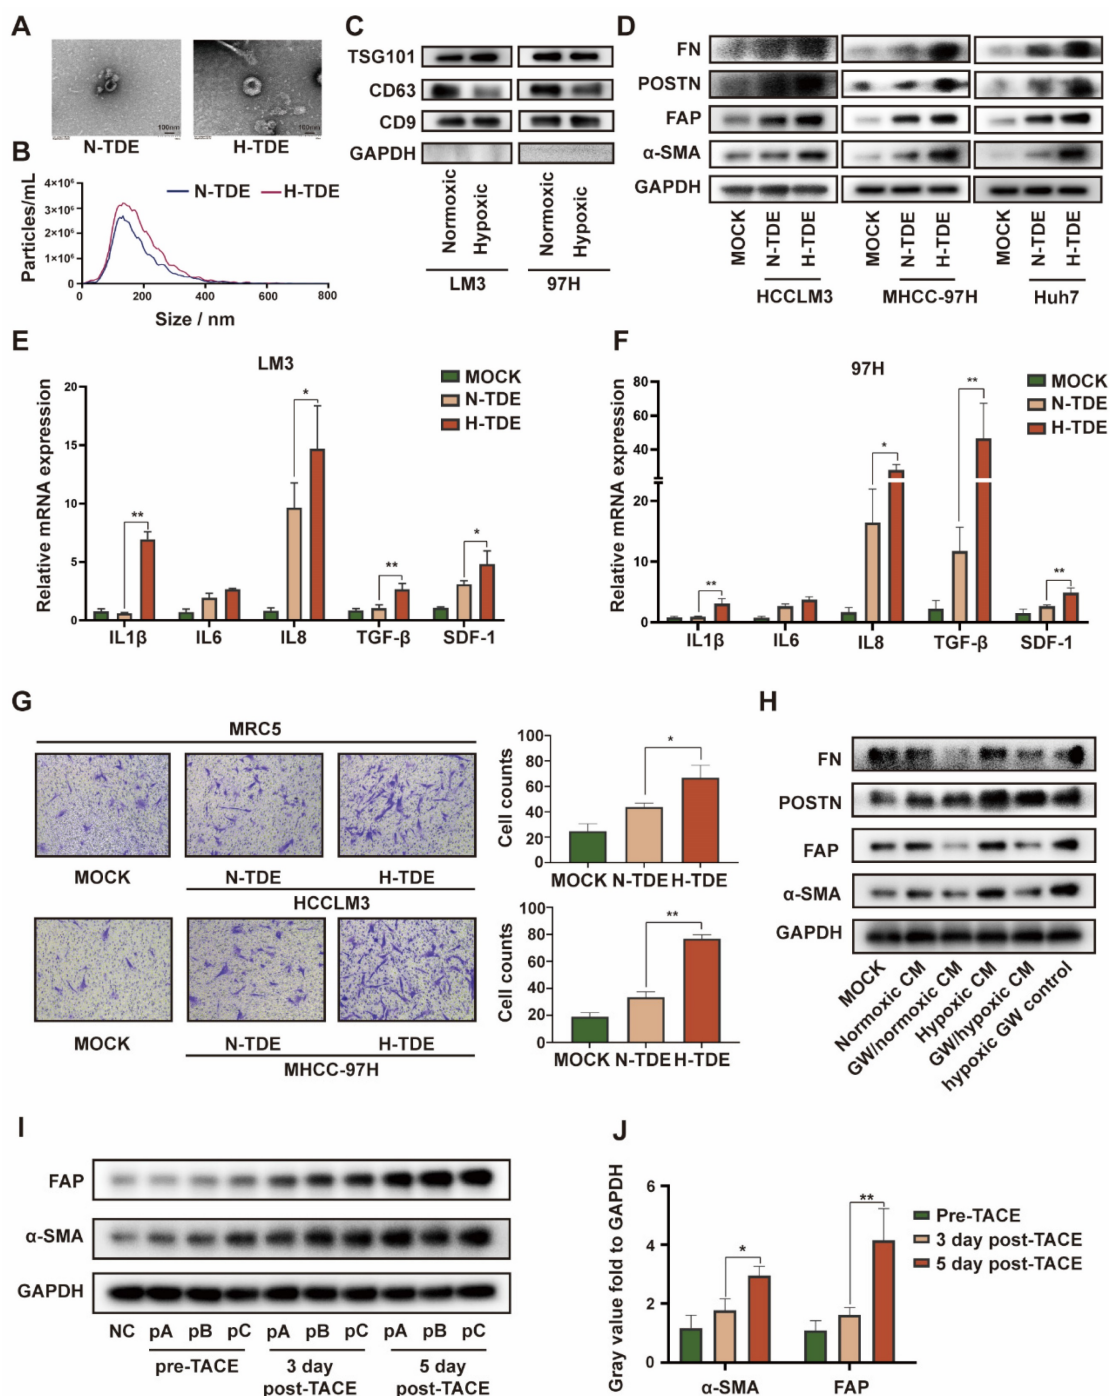 A
100nm
100nm
N-TDE
H-TDE
B
Particles/mL
4×10⁶
3×10⁶
2×10⁶
1×10⁶
0
N-TDE
H-TDE
0
200
400
600
800
Size / nm
C
TSG101
CD63
CD9
GAPDH
Normoxic
Hypoxic
Normoxic
Hypoxic
LM3
97H
D
FN
POSTN
FAP
α-SMA
GAPDH
MOCK
N-TDE
H-TDE
MOCK
N-TDE
H-TDE
MOCK
N-TDE
H-TDE
HCCLM3
MHCC-97H
Huh7
E
LM3
MOCK
N-TDE
H-TDE
Relative mRNA expression
20
15
10
5
0
**
*
**
*
IL1β
IL6
IL8
TGF-β
SDF-1
F
97H
MOCK
N-TDE
H-TDE
Relative mRNA expression
80
60
40
20
10
0
**
*
**
**
IL1β
IL6
IL8
TGF-β
SDF-1
G
MRC5
MOCK
N-TDE
H-TDE
HCCLM3
MOCK
N-TDE
H-TDE
MHCC-97H
Cell counts
100
80
60
40
20
0
*
MOCK N-TDE H-TDE
Cell counts
100
80
60
40
20
0
**
MOCK N-TDE H-TDE
H
FN
POSTN
FAP
α-SMA
GAPDH
MOCK
Normoxic CM
GW/normoxic CM
Hypoxic CM
GW/hypoxic CM
hypoxic GW control
I
FAP
α-SMA
GAPDH
NC pA pB pC pA pB pC pA pB pC
pre-TACE
3 day
post-TACE
5 day
post-TACE
J
Gray value fold to GAPDH
6
4
2
0
*
**
α-SMA
FAP
Pre-TACE
3 day post-TACE
5 day post-TACE